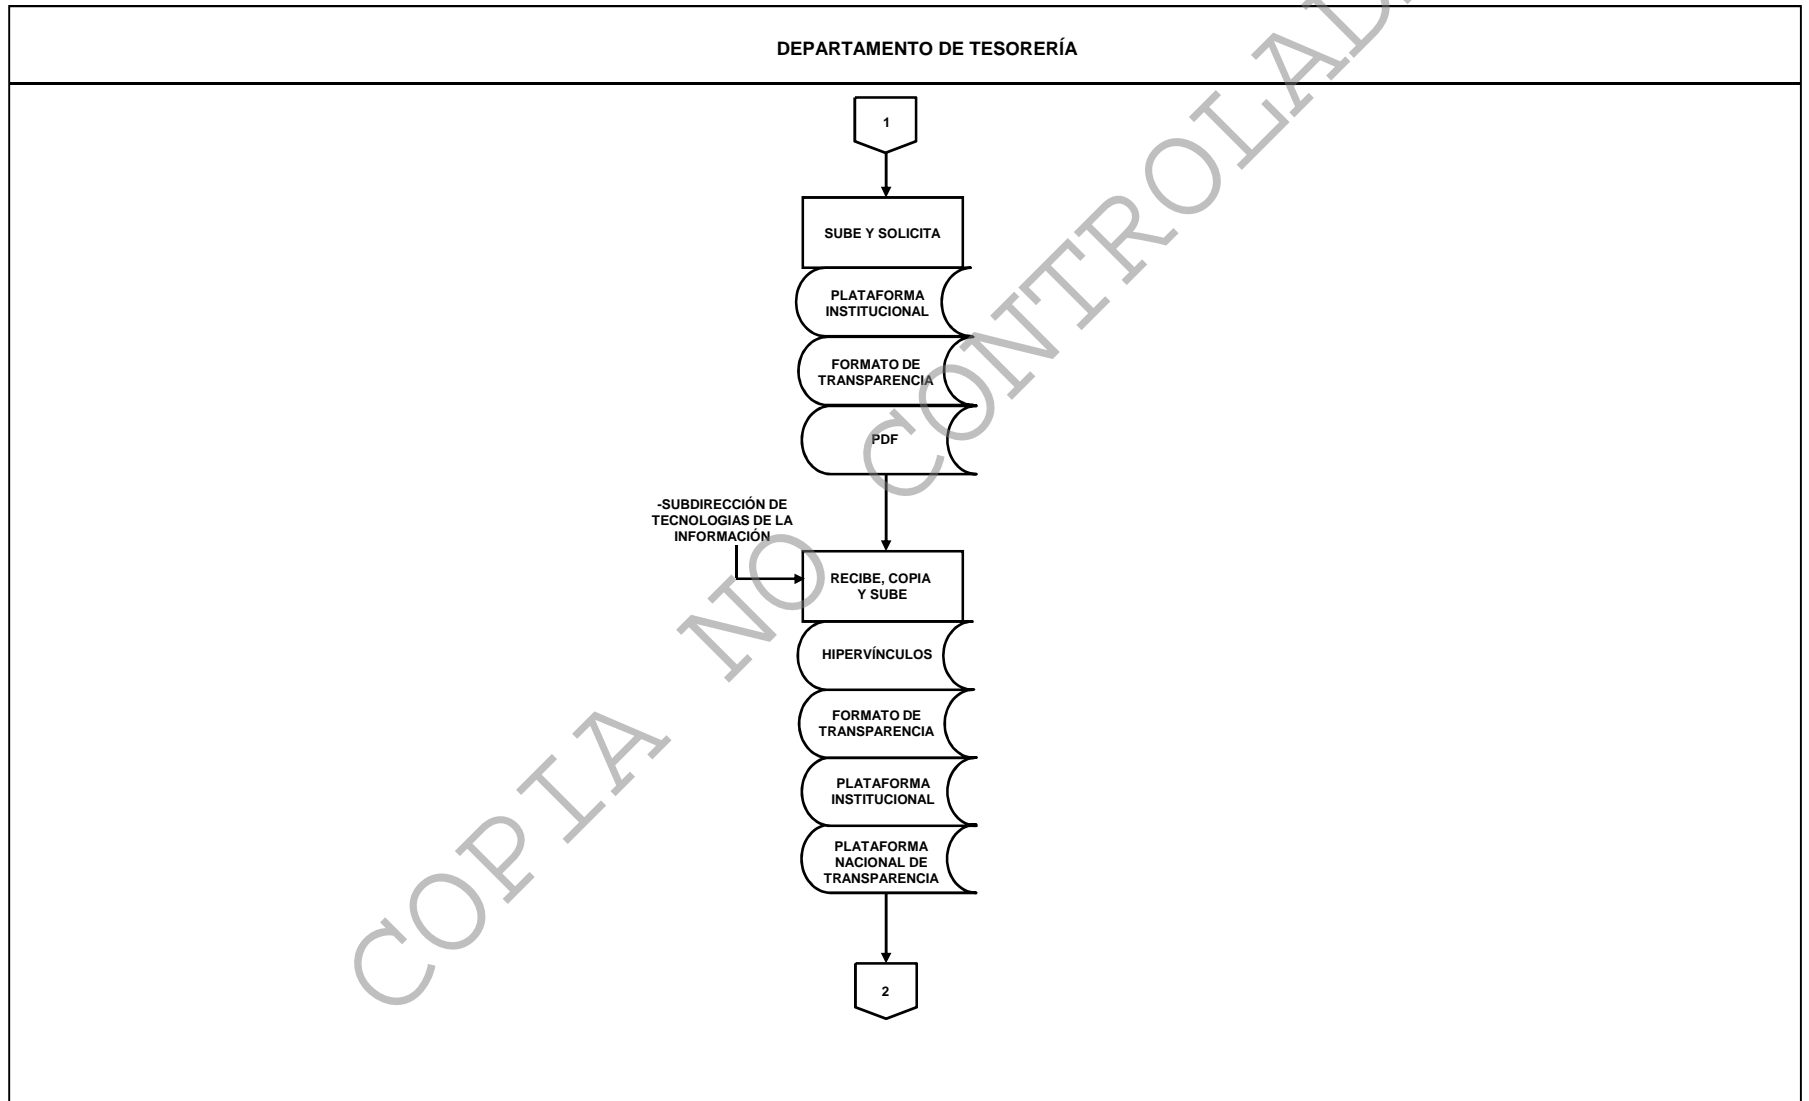 DEPARTAMENTO DE TESORERÍA
1
SUBE Y SOLICITA
PLATAFORMA
INSTITUCIONAL
FORMATO DE
TRANSPARENCIA
PDF
-SUBDIRECCIÓN DE
TECNOLOGIAS DE LA
INFORMACIÓN
RECIBE, COPIA
Y SUBE
HIPERVÍNCULOS
FORMATO DE
TRANSPARENCIA
PLATAFORMA
INSTITUCIONAL
PLATAFORMA
NACIONAL DE
TRANSPARENCIA
2
COPIA NO CONTROLAD